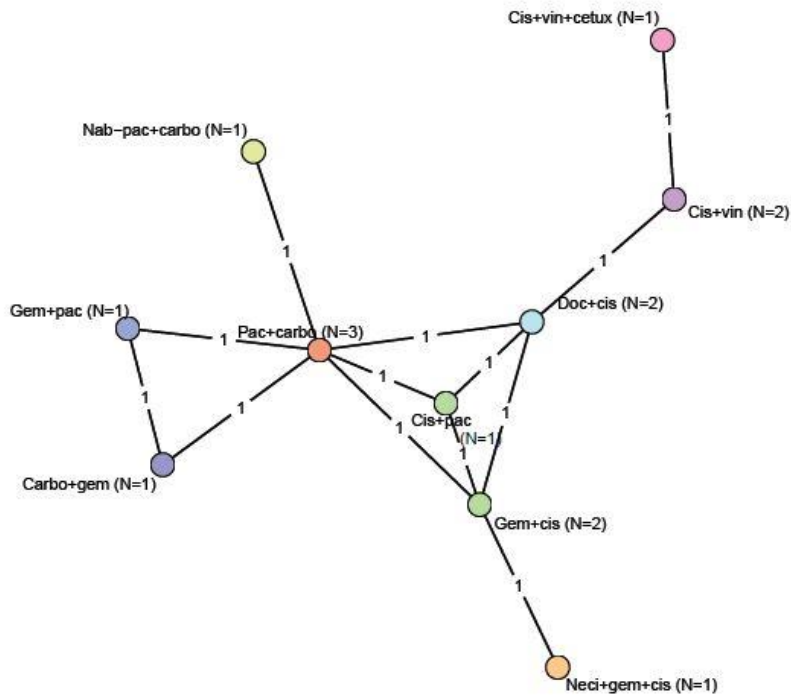 Cis+vin+cetux (N=1)
1
Nab−pac+carbo (N=1)
Cis+vin (N=2)
1
1
Doc+cis (N=2)
Gem+pac (N=1)
1
Pac+carbo (N=3)
1
1
1
1
1
1
1
Cis+pac
(N=1)
1
Carbo+gem (N=1)
Gem+cis (N=2)
1
Neci+gem+cis (N=1)